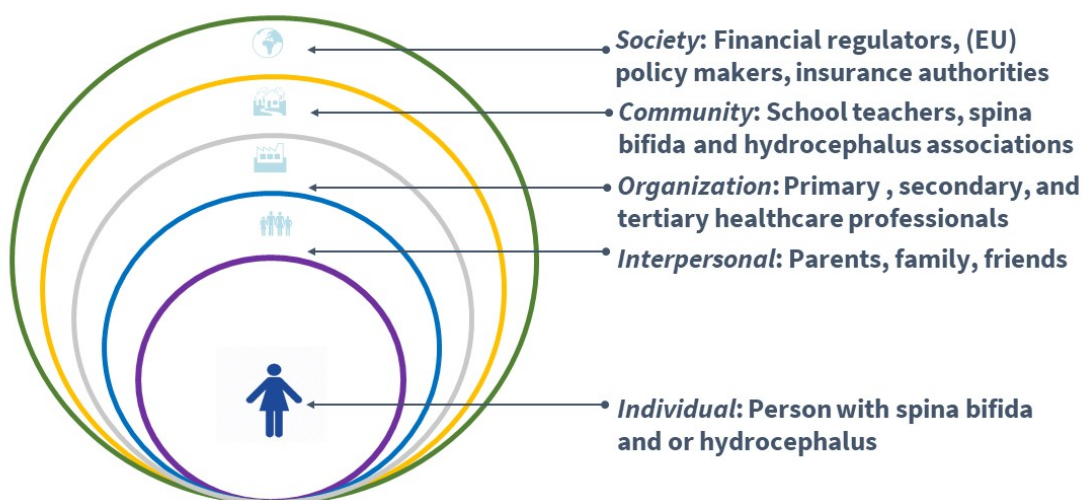 Society: Financial regulators, (EU)
policy makers, insurance authorities
Community: School teachers, spina
bifida and hydrocephalus associations
Organization: Primary , secondary, and
tertiary healthcare professionals
Interpersonal: Parents, family, friends
Individual: Person with spina bifida
and or hydrocephalus